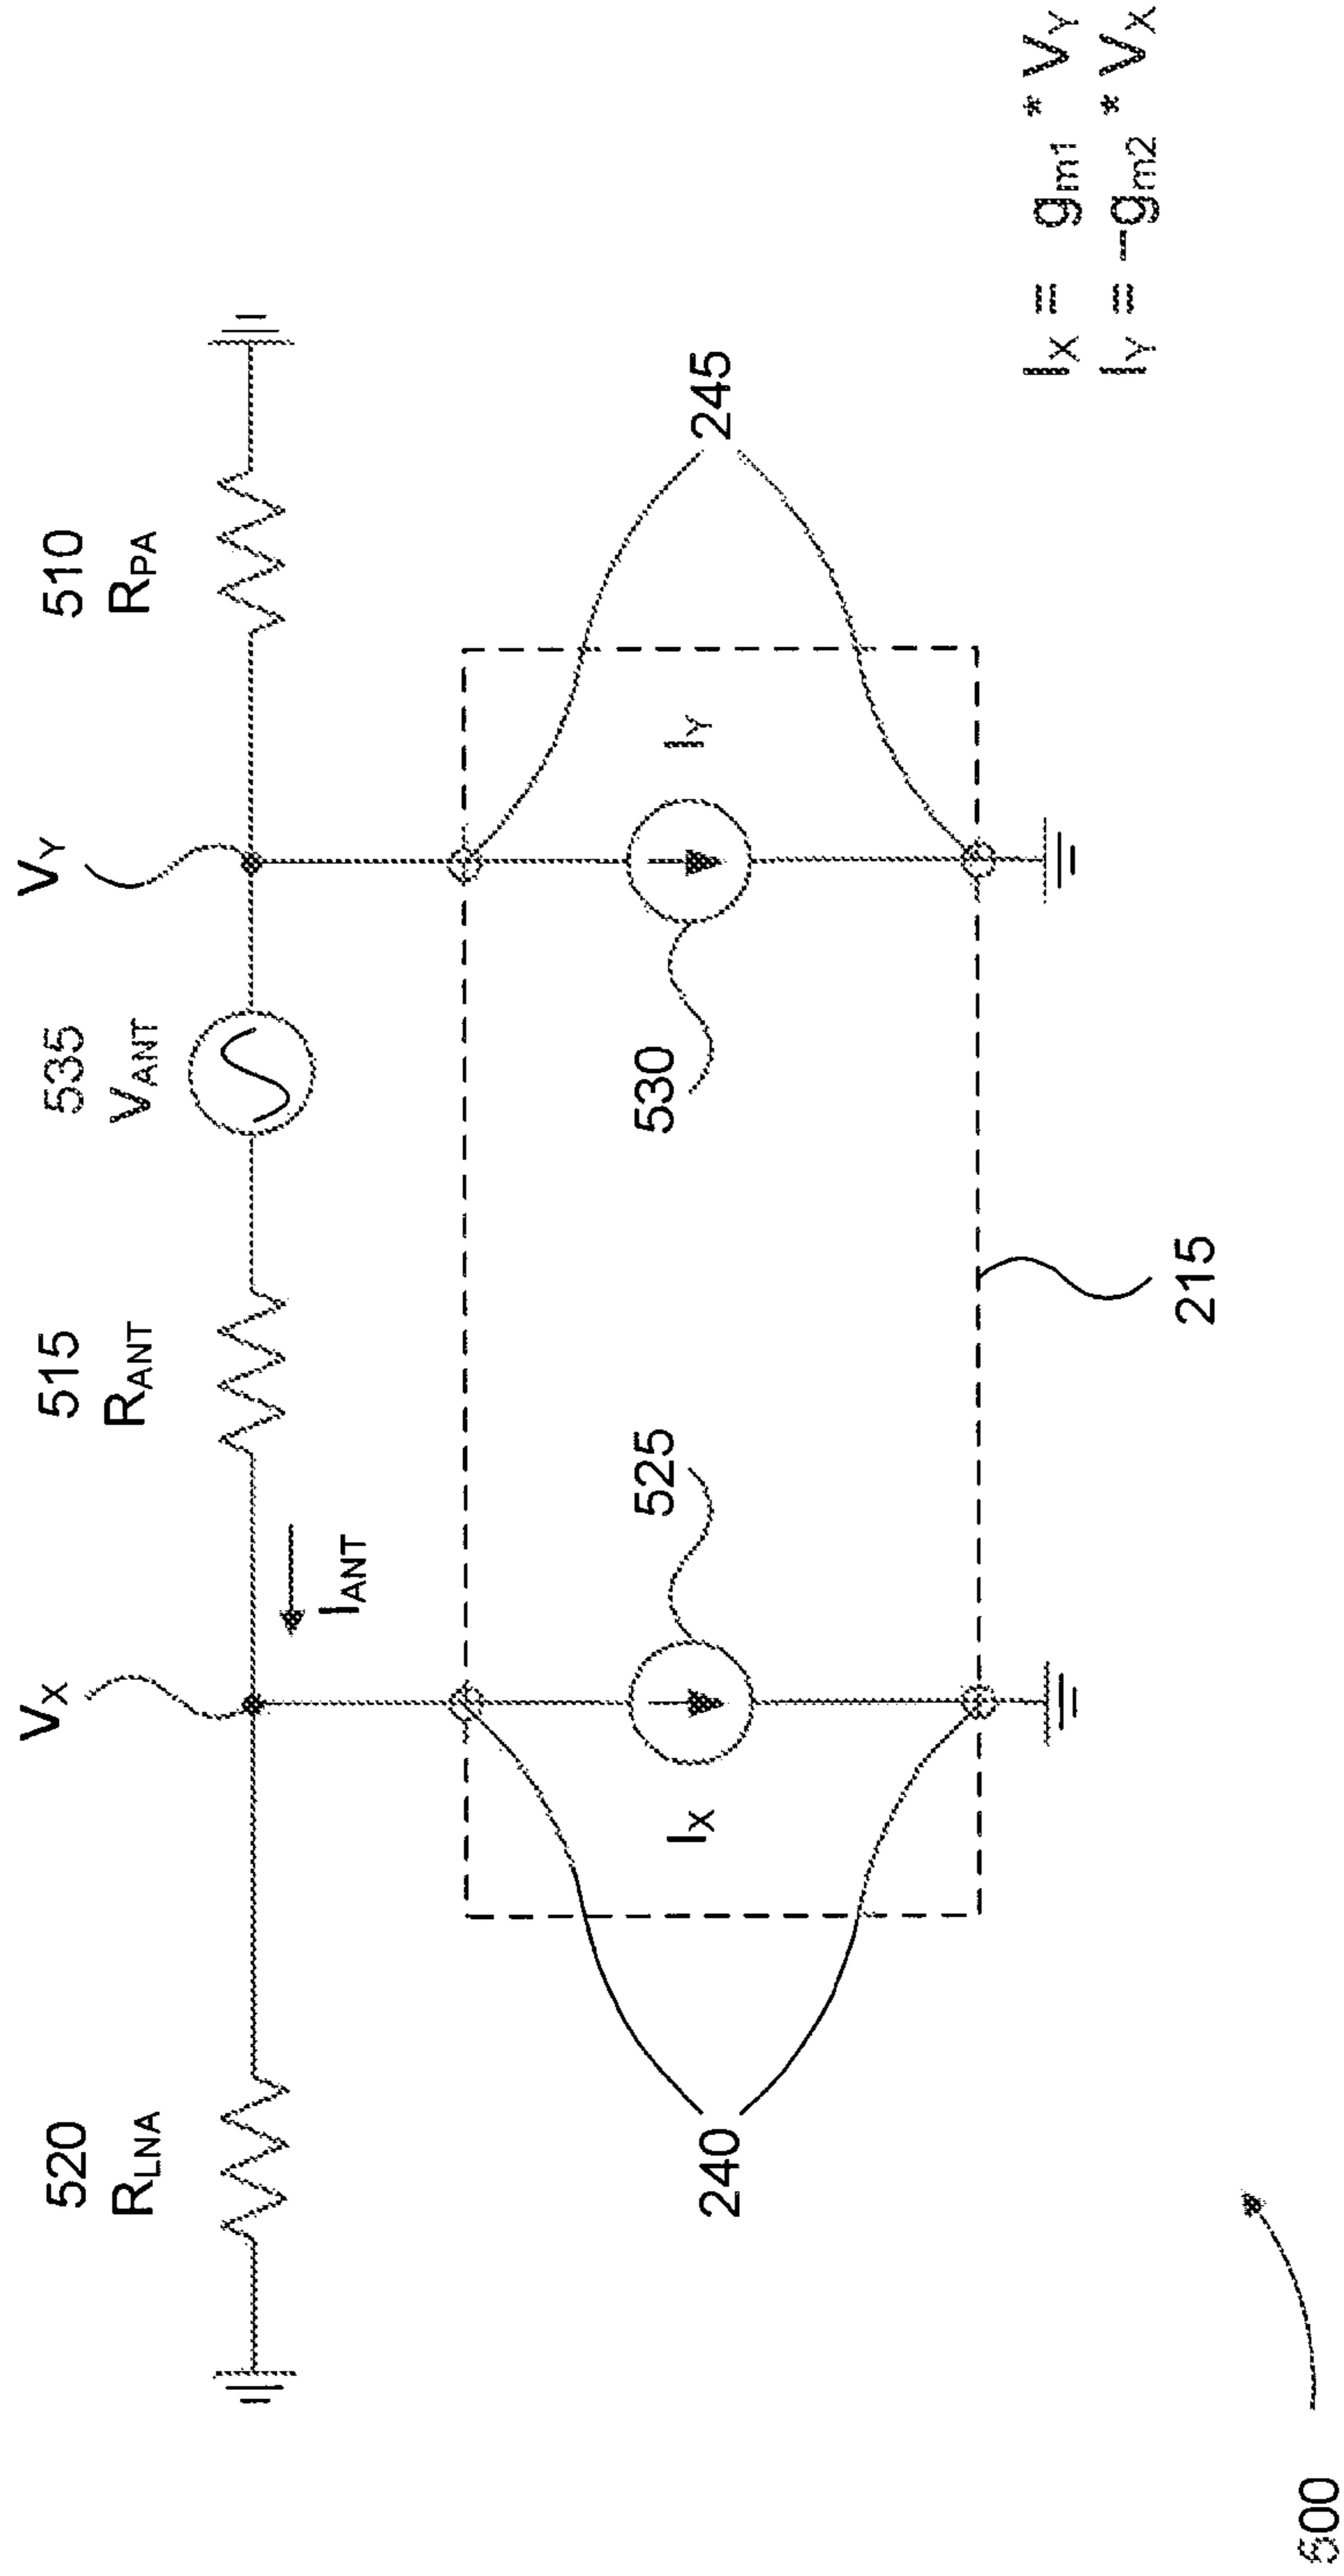 V_X
V_Y
520
R_LNA
515
R_ANT
535
V_ANT
510
R_PA
I_ANT
I_X
525
530
I_Y
240
245
215
I_X = g_m1 * V_Y
I_Y = -g_m2 * V_X
500